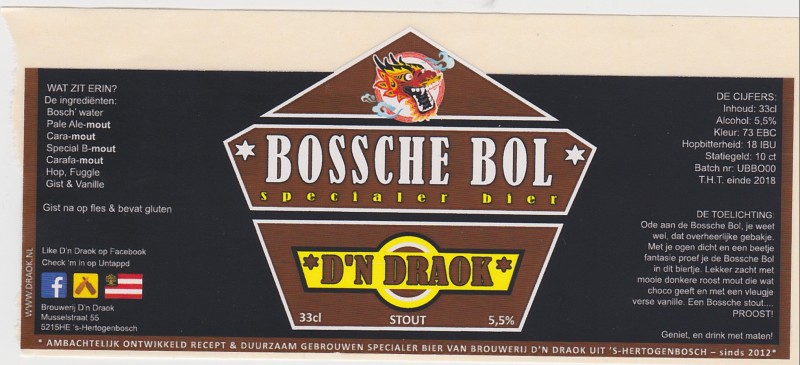 WAT ZIT ERIN?
De ingrediënten:
Bosch' water
Pale Ale-mout
Cara-mout
Special B-mout
Carafa-mout
Hop, Fuggle
Gist & Vanille
Gist na op fles & bevat gluten
Like D'n Draok op Facebook
Check 'm in op Untappd
f
Brouwerij D'n Draok
Musselstraat 55
5215HE 's-Hertogenbosch
WWW.DRAOK.NL
* BOSSCHE BOL *
specialer bier
*D'N DRAOK*
33cl STOUT 5,5%
DE CIJFERS:
Inhoud: 33cl
Alcohol: 5,5%
Kleur: 73 EBC
Hopbitterheid: 18 IBU
Statiegeld: 10 ct
Batch nr: UBBO00
T.H.T. einde 2018
DE TOELICHTING:
Ode aan de Bossche Bol, je weet
wel, dat overheerlijke gebakje.
Met je ogen dicht en een beetje
fantasie proef je de Bossche Bol
in dit biertje. Lekker zacht met
mooie donkere roost mout die wat
choco geeft en met een vleugje
verse vanille. Een Bossche stout....
PROOST!
Geniet, en drink met maten!
* AMBACHTELIJK ONTWIKKELD RECEPT & DUURZAAM GEBROUWEN SPECIALER BIER VAN BROUWERIJ D'N DRAOK UIT 'S-HERTOGENBOSCH – sinds 2012*